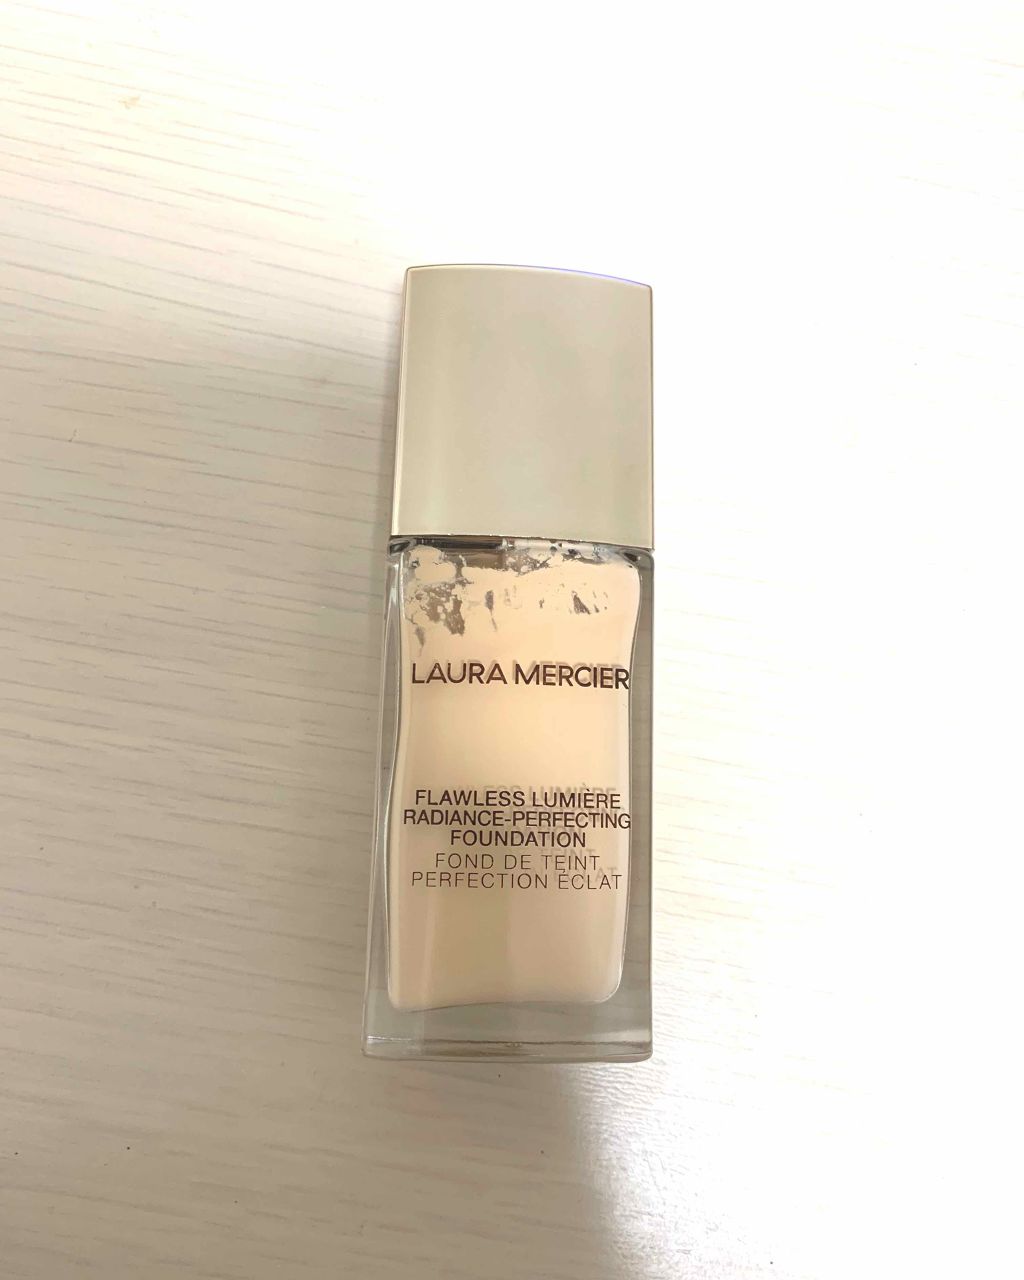 LAURA MERCIER
FLAWLESS LUMIÈRE
RADIANCE-PERFECTING
FOUNDATION
FOND DE TEINT
PERFECTION ÉCLAT